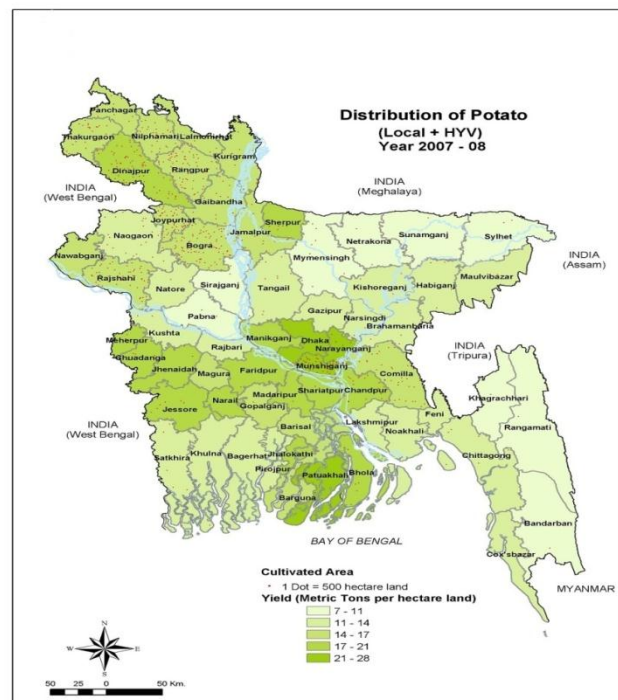 Distribution of Potato
(Local + HYV)
Year 2007 - 08
Panchagar
Thakurgaon
Nilphamari
Lalmonirhat
Kurigram
Dinajpur
Rangpur
INDIA
(West Bengal)
Gaibandha
INDIA
(Meghalaya)
Joypurhat
Sherpur
Jamalpur
Naogaon
Bogra
Netrakona
Sunamganj
Sylhet
Mymensingh
INDIA
(Assam)
Nawabganj
Rajshahi
Natore
Sirajganj
Tangail
Kishoreganj
Habiganj
Maulvibazar
Pabna
Gazipur
Narsingdi
Brahamanbaria
Meherpur
Kushta
Rajbari
Manikganj
Dhaka
Narayanganj
INDIA
(Tripura)
Chuadanga
Jhenaidah
Magura
Faridpur
Munshiganj
Comilla
Khagrachhari
Madaripur
Shariatpur
Chandpur
Jessore
Narail
Gopalganj
INDIA
(West Bengal)
Lakshmipur
Feni
Rangamati
Barisal
Noakhali
Chittagong
Satkhira
Khulna
Bagerhat
Jhalokathi
Pirojpur
Patuakhali
Bhola
Barguna
Bandarban
BAY OF BENGAL
Cox'sbazar
MYANMAR
Cultivated Area
1 Dot = 500 hectare land
Yield (Metric Tons per hectare land)
7 - 11
11 - 14
14 - 17
17 - 21
21 - 28
N
W
E
S
50 25 0 50 Km.